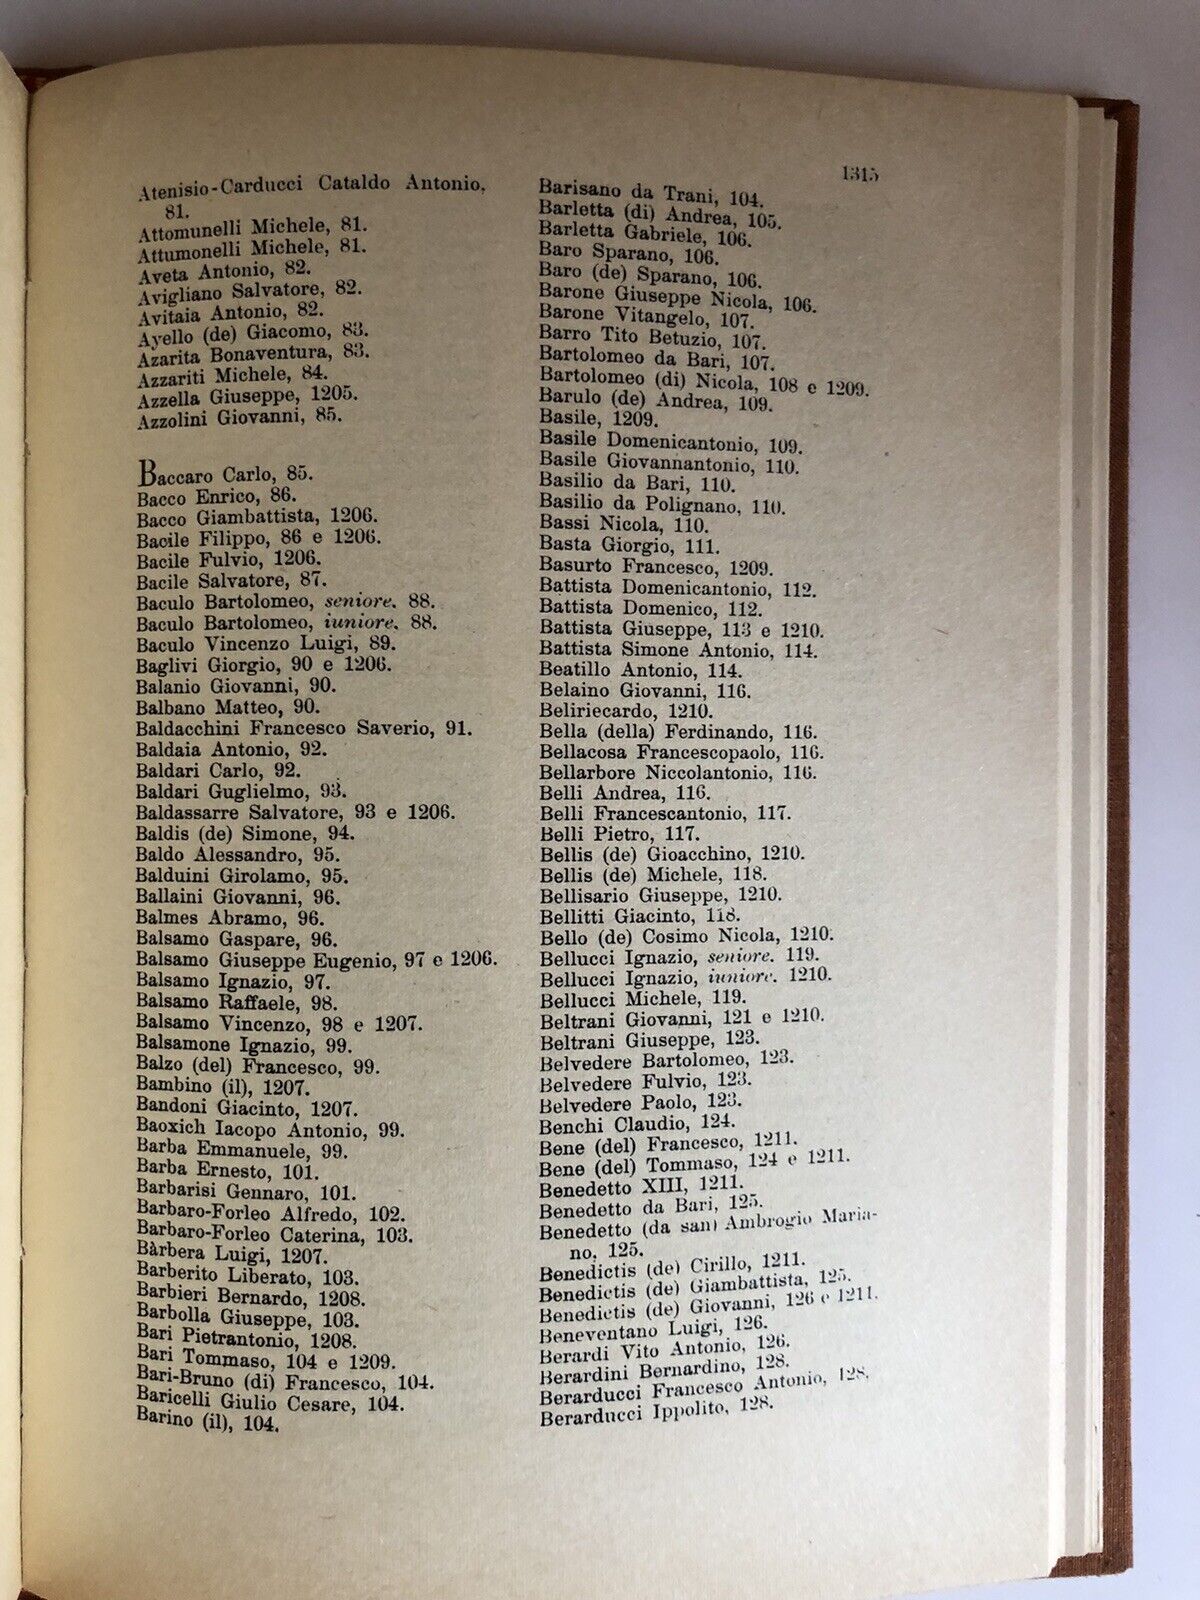 1315
Atenisio-Carducci Cataldo Antonio,
81.
Attomunelli Michele, 81.
Attumonelli Michele, 81.
Aveta Antonio, 82.
Avigliano Salvatore, 82.
Avitaia Antonio, 82.
Ayello (de) Giacomo, 83.
Azarita Bonaventura, 83.
Azzariti Michele, 84.
Azzella Giuseppe, 1205.
Azzolini Giovanni, 85.
Baccaro Carlo, 85.
Bacco Enrico, 86.
Bacco Giambattista, 1206.
Bacile Filippo, 86 e 1206.
Bacile Fulvio, 1206.
Bacile Salvatore, 87.
Baculo Bartolomeo, seniore. 88.
Baculo Bartolomeo, iuniore. 88.
Baculo Vincenzo Luigi, 89.
Baglivi Giorgio, 90 e 1206.
Balanio Giovanni, 90.
Balbano Matteo, 90.
Baldacchini Francesco Saverio, 91.
Baldaia Antonio, 92.
Baldari Carlo, 92.
Baldari Guglielmo, 93.
Baldassarre Salvatore, 93 e 1206.
Baldis (de) Simone, 94.
Baldo Alessandro, 95.
Balduini Girolamo, 95.
Ballaini Giovanni, 96.
Balmes Abramo, 96.
Balsamo Gaspare, 96.
Balsamo Giuseppe Eugenio, 97 e 1206.
Balsamo Ignazio, 97.
Balsamo Raffaele, 98.
Balsamo Vincenzo, 98 e 1207.
Balsamone Ignazio, 99.
Balzo (del) Francesco, 99.
Bambino (il), 1207.
Bandoni Giacinto, 1207.
Baoxich Iacopo Antonio, 99.
Barba Emmanuele, 99.
Barba Ernesto, 101.
Barbarisi Gennaro, 101.
Barbaro-Forleo Alfredo, 102.
Barbaro-Forleo Caterina, 103.
Bàrbera Luigi, 1207.
Barberito Liberato, 103.
Barbieri Bernardo, 1208.
Barbolla Giuseppe, 103.
Bari Pietrantonio, 1208.
Bari Tommaso, 104 e 1209.
Bari-Bruno (di) Francesco, 104.
Baricelli Giulio Cesare, 104.
Barino (il), 104.
Barisano da Trani, 104.
Barletta (di) Andrea, 105.
Barletta Gabriele, 106.
Baro Sparano, 106.
Baro (de) Sparano, 106.
Barone Giuseppe Nicola, 106.
Barone Vitangelo, 107.
Barro Tito Betuzio, 107.
Bartolomeo da Bari, 107.
Bartolomeo (di) Nicola, 108 e 1209.
Barulo (de) Andrea, 109.
Basile, 1209.
Basile Domenicantonio, 109.
Basile Giovannantonio, 110.
Basilio da Bari, 110.
Basilio da Polignano, 110.
Bassi Nicola, 110.
Basta Giorgio, 111.
Basurto Francesco, 1209.
Battista Domenicantonio, 112.
Battista Domenico, 112.
Battista Giuseppe, 113 e 1210.
Battista Simone Antonio, 114.
Beatillo Antonio, 114.
Belaino Giovanni, 116.
Beliriecardo, 1210.
Bella (della) Ferdinando, 116.
Bellacosa Francescopaolo, 116.
Bellarbore Niccolantonio, 116.
Belli Andrea, 116.
Belli Francescantonio, 117.
Belli Pietro, 117.
Bellis (de) Gioacchino, 1210.
Bellis (de) Michele, 118.
Bellisario Giuseppe, 1210.
Bellitti Giacinto, 118.
Bello (de) Cosimo Nicola, 1210.
Bellucci Ignazio, seniore. 119.
Bellucci Ignazio, iuniore. 1210.
Bellucci Michele, 119.
Beltrani Giovanni, 121 e 1210.
Beltrani Giuseppe, 123.
Belvedere Bartolomeo, 123.
Belvedere Fulvio, 123.
Belvedere Paolo, 123.
Benchi Claudio, 124.
Bene (del) Francesco, 1211.
Bene (del) Tommaso, 124 e 1211.
Benedetto XIII, 1211.
Benedetto da Bari, 125.
Benedetto (da san) Ambrogio Maria-
no, 125.
Benedictis (de) Cirillo, 1211.
Benedictis (de) Giambattista, 125.
Benedictis (de) Giovanni, 126 e 1211.
Beneventano Luigi, 126.
Berardi Vito Antonio, 126.
Berardini Bernardino, 128.
Berarducci Francesco Antonio, 128.
Berarducci Ippolito, 128.